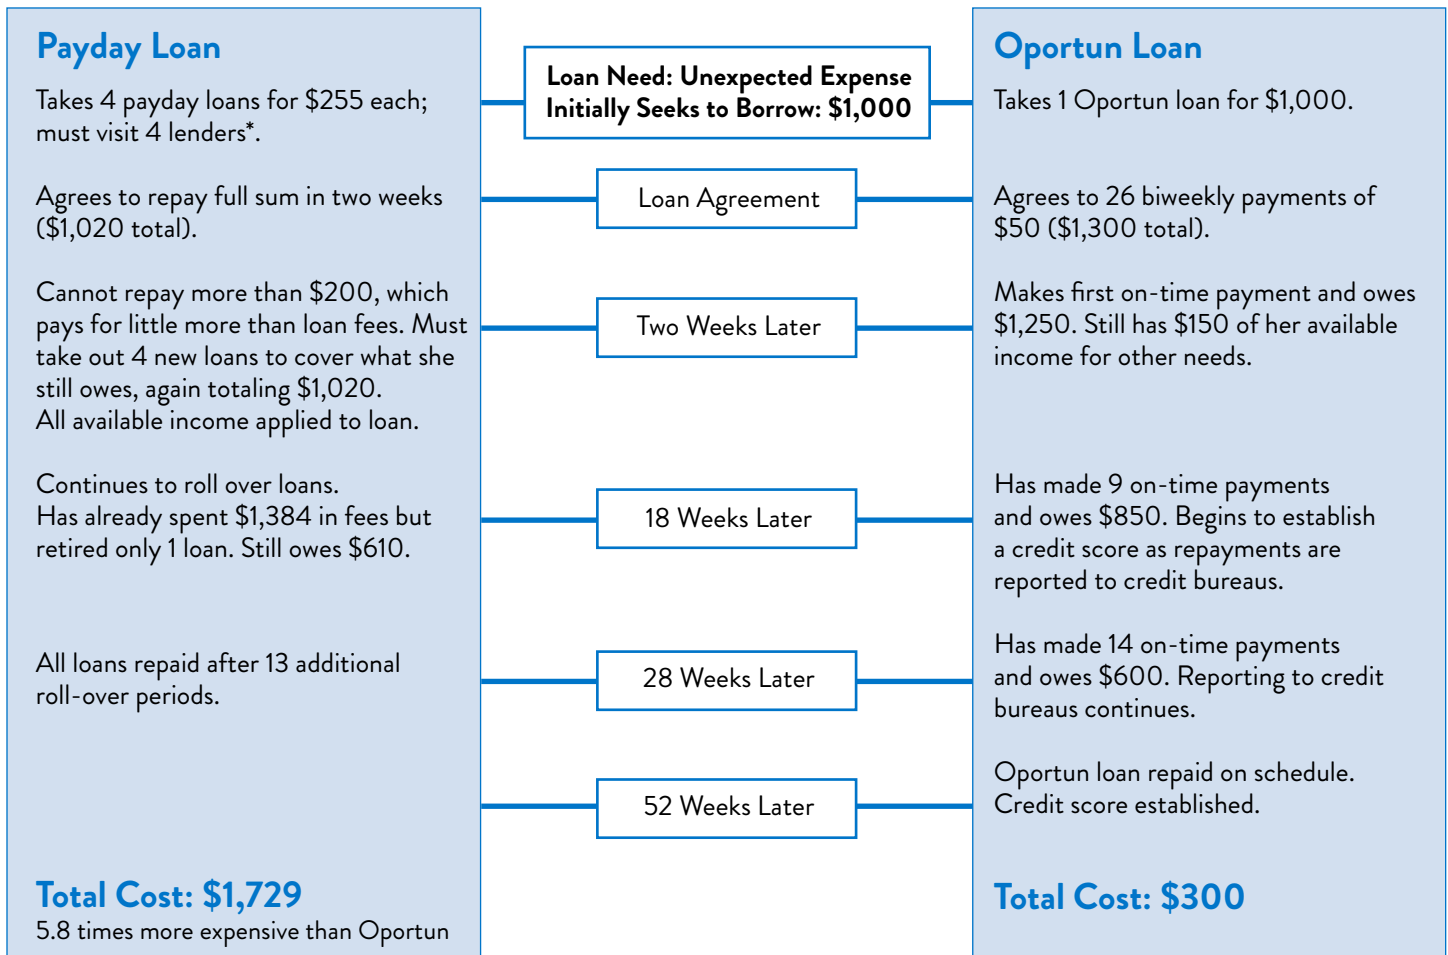 Payday Loan
Takes 4 payday loans for $255 each;
must visit 4 lenders*.
Agrees to repay full sum in two weeks
($1,020 total).
Cannot repay more than $200, which
pays for little more than loan fees. Must
take out 4 new loans to cover what she
still owes, again totaling $1,020.
All available income applied to loan.
Continues to roll over loans.
Has already spent $1,384 in fees but
retired only 1 loan. Still owes $610.
All loans repaid after 13 additional
roll-over periods.
Total Cost: $1,729
5.8 times more expensive than Oportun
Loan Need: Unexpected Expense
Initially Seeks to Borrow: $1,000
Loan Agreement
Two Weeks Later
18 Weeks Later
28 Weeks Later
52 Weeks Later
Oportun Loan
Takes 1 Oportun loan for $1,000.
Agrees to 26 biweekly payments of
$50 ($1,300 total).
Makes first on-time payment and owes
$1,250. Still has $150 of her available
income for other needs.
Has made 9 on-time payments
and owes $850. Begins to establish
a credit score as repayments are
reported to credit bureaus.
Has made 14 on-time payments
and owes $600. Reporting to credit
bureaus continues.
Oportun loan repaid on schedule.
Credit score established.
Total Cost: $300